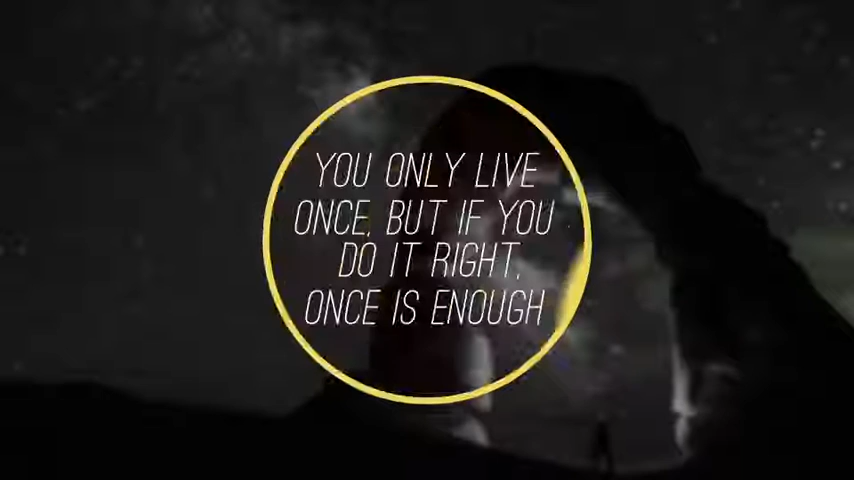 YOU ONLY LIVE
ONCE, BUT IF YOU
DO IT RIGHT,
ONCE IS ENOUGH